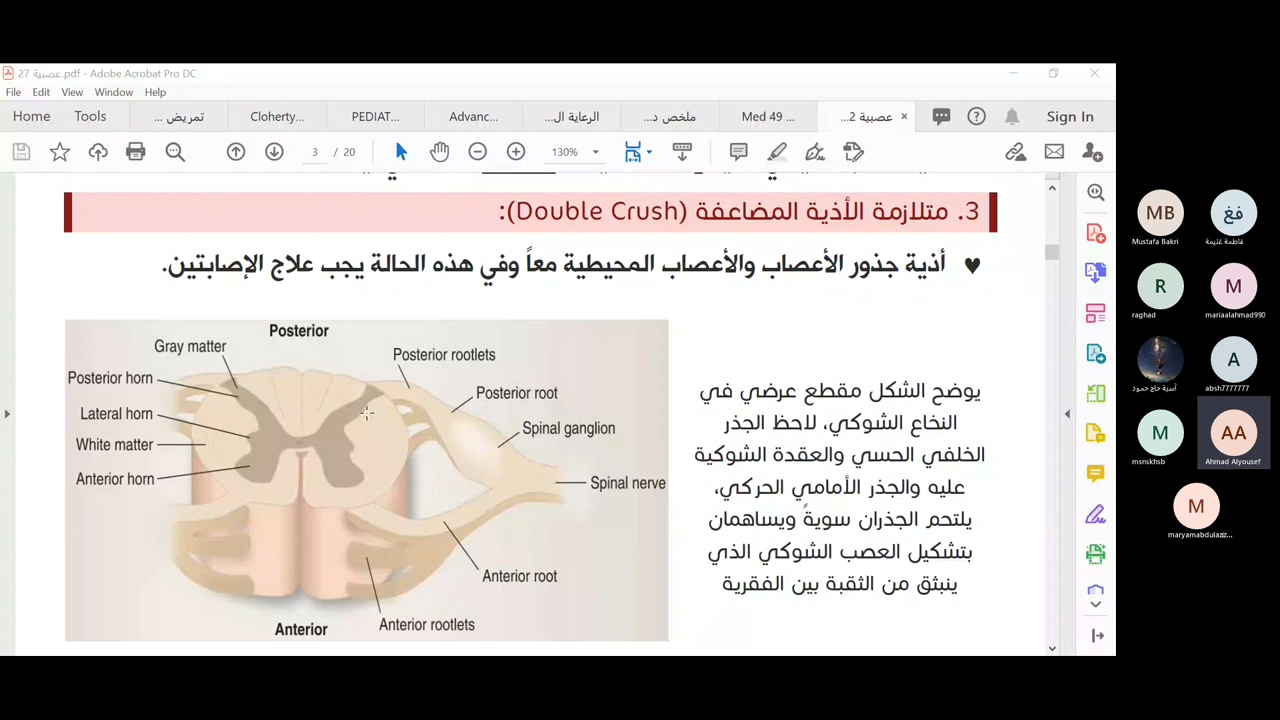 عصبية 27.pdf - Adobe Acrobat Pro DC
File Edit View Window Help
Home Tools تمريض ... Cloherty... PEDIAT... Advanc... الرعاية ال... ملخص د... Med 49 ... عصبية 2... × Sign In
3 / 20 130%
3. متلازمة الأذية المضاعفة (Double Crush):
♥ أذية جذور الأعصاب والأعصاب المحيطية معاً وفي هذه الحالة يجب علاج الإصابتين.
Posterior
Gray matter
Posterior rootlets
Posterior horn
Posterior root
Lateral horn
Spinal ganglion
White matter
Anterior horn
Spinal nerve
Anterior root
Anterior rootlets
Anterior
يوضح الشكل مقطع عرضي في
النخاع الشوكي، لاحظ الجذر
الخلفي الحسي والعقدة الشوكية
عليه والجذر الأمامي الحركي،
يلتحم الجذران سويةً ويساهمان
بتشكيل العصب الشوكي الذي
ينبثق من الثقبة بين الفقرية
MB
Mustafa Bakri
فغ
فاطمة غنيمة
R
raghad
M
mariaalahmad990
آسية حاج حمود
A
absh7777777
M
msnskhsb
AA
Ahmad Alyousef
M
maryamabdulaziz...